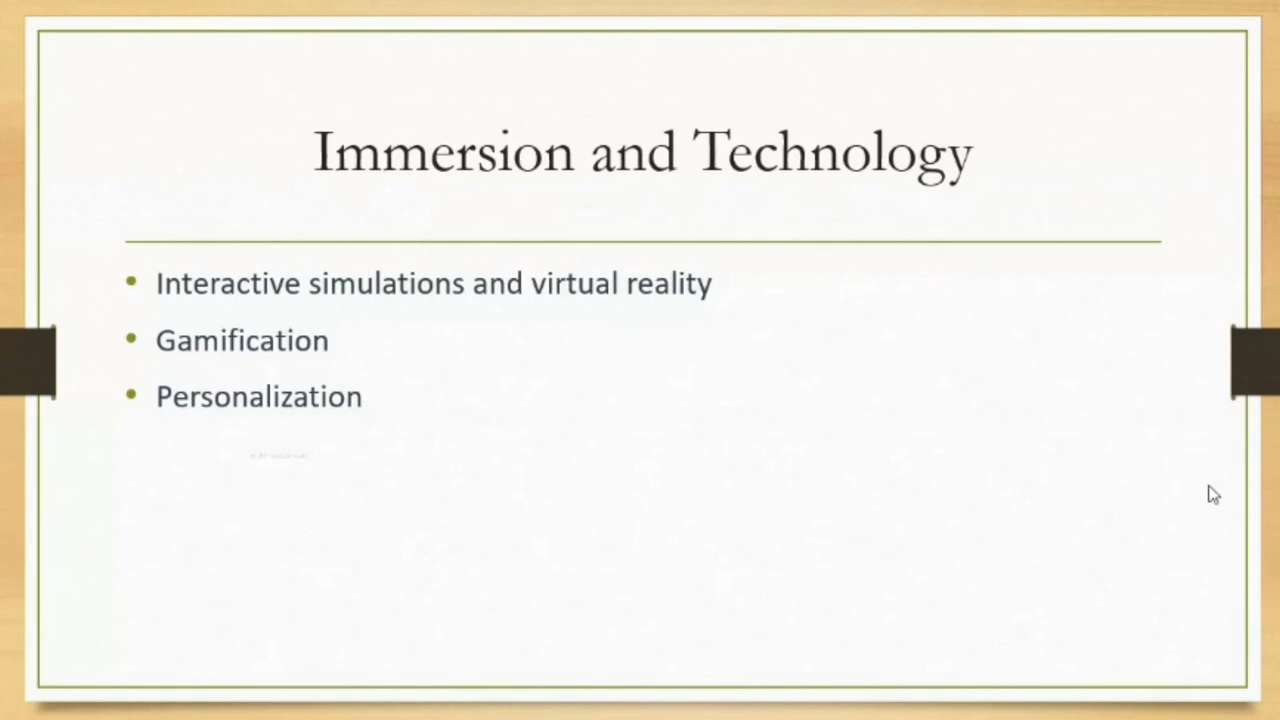 Immersion and Technology
Interactive simulations and virtual reality
Gamification
Personalization